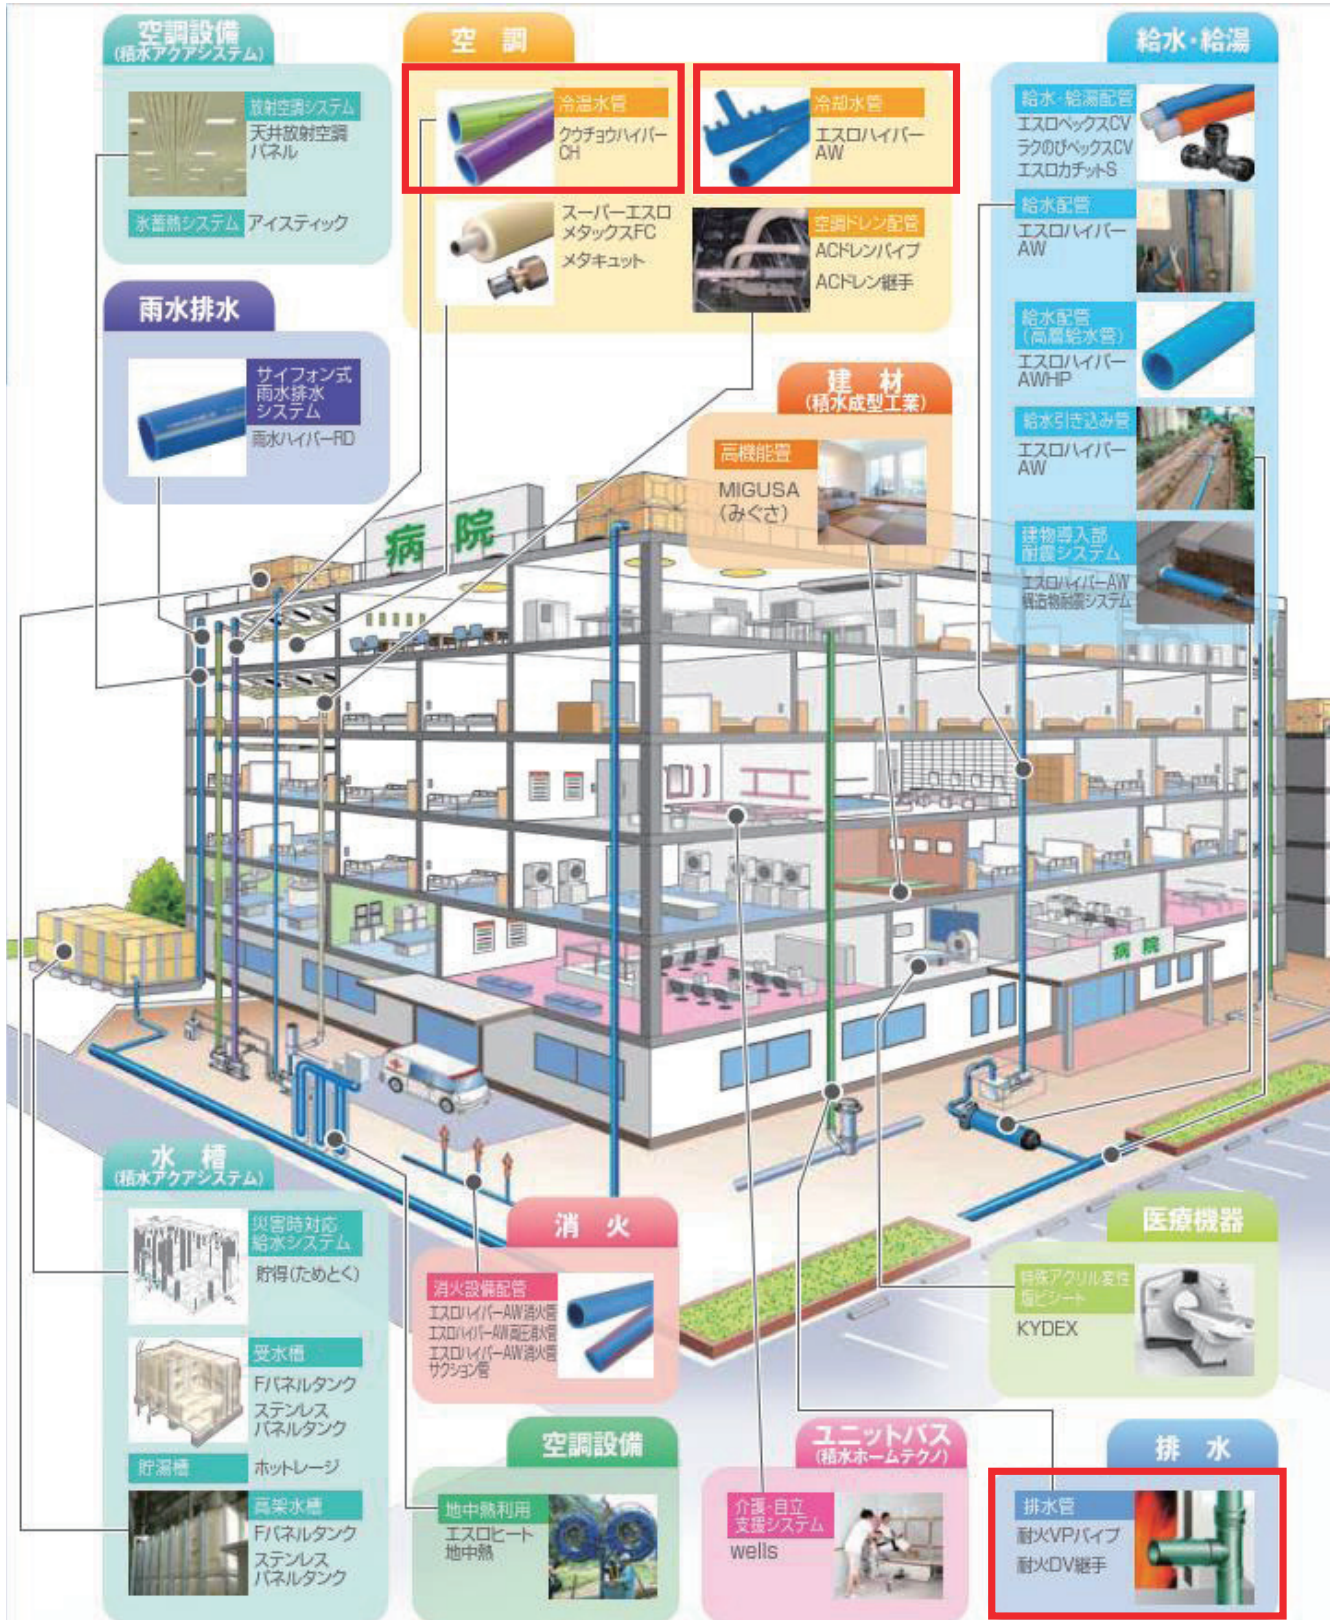 空調設備
(積水アクアシステム)
放射空調システム
天井放射空調
パネル
氷蓄熱システム
アイスティック
空 調
冷温水管
クウチョウハイパー
CH
冷却水管
エスロハイパー
AW
スーパーエスロ
メタックスFC
メタキュット
空調ドレン配管
ACドレンパイプ
ACドレン継手
給水・給湯
給水・給湯配管
エスロペックスCV
ラクのびペックスCV
エスロカチットS
給水配管
エスロハイパー
AW
給水配管
(高層給水管)
エスロハイパー
AWHP
給水引き込み管
エスロハイパー
AW
建物導入部
耐震システム
エスロハイパーAW
構造物耐震システム
雨水排水
サイフォン式
雨水排水
システム
雨水ハイパーRD
建 材
(積水成型工業)
高機能畳
MIGUSA
(みぐさ)
病院
病院
水 槽
(積水アクアシステム)
災害時対応
給水システム
貯得(ためとく)
受水槽
Fパネルタンク
ステンレス
パネルタンク
貯湯槽
ホットレージ
高架水槽
Fパネルタンク
ステンレス
パネルタンク
消 火
消火設備配管
エスロハイパーAW消火管
エスロハイパーAW高圧消火管
エスロハイパーAW消火管
サクション管
空調設備
地中熱利用
エスロヒート
地中熱
ユニットバス
(積水ホームテクノ)
介護・自立
支援システム
wells
医療機器
特殊アクリル変性
塩ビシート
KYDEX
排 水
排水管
耐火VPパイプ
耐火DV継手